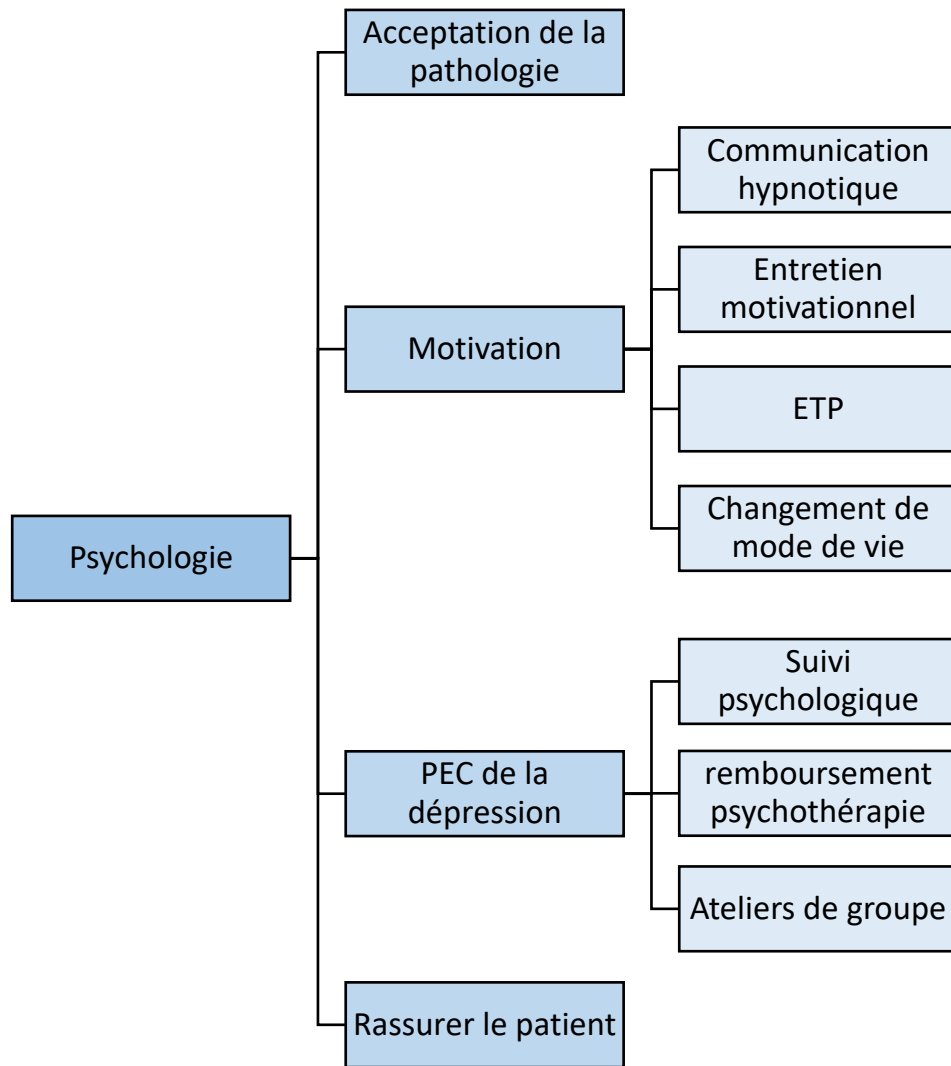 Acceptation de la
pathologie
Communication
hypnotique
Entretien
motivationnel
Motivation
ETP
Changement de
mode de vie
Psychologie
Suivi
psychologique
PEC de la
dépression
remboursement
psychothérapie
Ateliers de groupe
Rassurer le patient